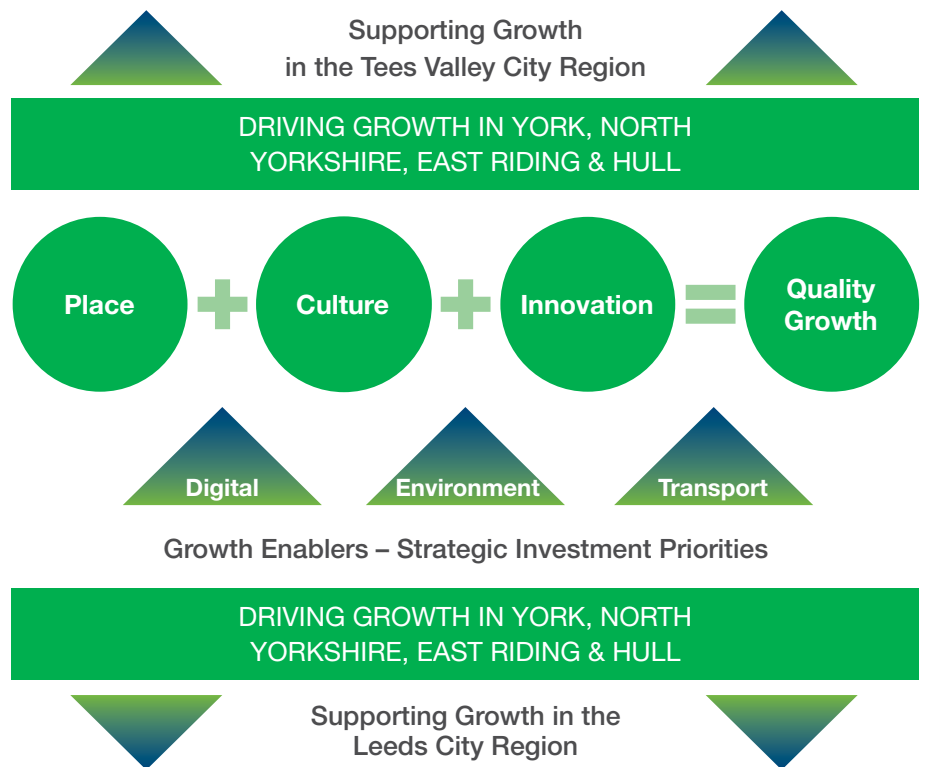 Supporting Growth
in the Tees Valley City Region
DRIVING GROWTH IN YORK, NORTH
YORKSHIRE, EAST RIDING & HULL
Place + Culture + Innovation = Quality
Growth
Digital Environment Transport
Growth Enablers – Strategic Investment Priorities
DRIVING GROWTH IN YORK, NORTH
YORKSHIRE, EAST RIDING & HULL
Supporting Growth in the
Leeds City Region